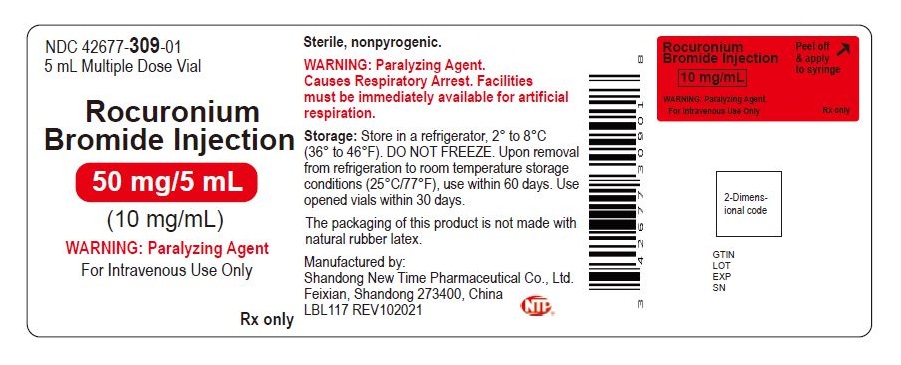 NDC 42677-309-01
5 mL Multiple Dose Vial
Rocuronium
Bromide Injection
50 mg/5 mL
(10 mg/mL)
WARNING: Paralyzing Agent
For Intravenous Use Only
Rx only
Sterile, nonpyrogenic.
WARNING: Paralyzing Agent.
Causes Respiratory Arrest. Facilities
must be immediately available for artificial
respiration.
Storage: Store in a refrigerator, 2° to 8°C
(36° to 46°F). DO NOT FREEZE. Upon removal
from refrigeration to room temperature storage
conditions (25°C/77°F), use within 60 days. Use
opened vials within 30 days.
The packaging of this product is not made with
natural rubber latex.
Manufactured by:
Shandong New Time Pharmaceutical Co., Ltd.
Feixian, Shandong 273400, China
LBL117 REV102021
NTP®
3 4267730901 8
Rocuronium
Bromide Injection
10 mg/mL
WARNING: Paralyzing Agent
For Intravenous Use Only
Peel off
& apply
to syringe
Rx only
2-Dimens-
ional code
GTIN
LOT
EXP
SN